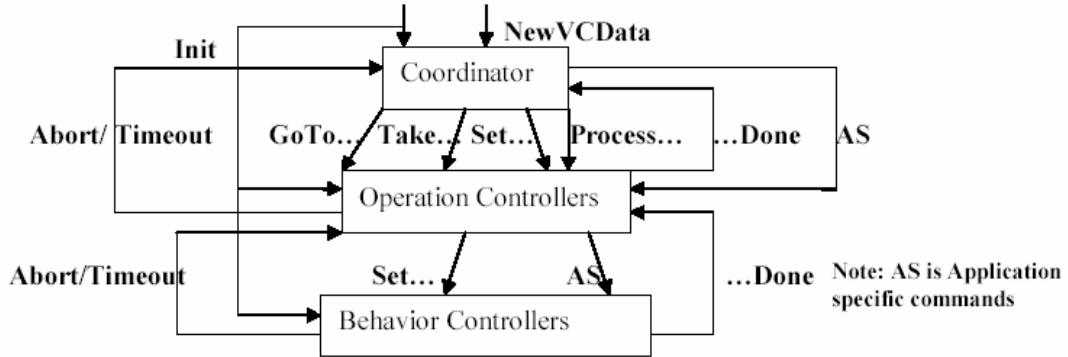 NewVCData
Init
Coordinator
Abort/ Timeout
GoTo…
Take…
Set…
Process…
…Done
AS
Operation Controllers
Abort/Timeout
Set…
AS
…Done
Note: AS is Application
specific commands
Behavior Controllers